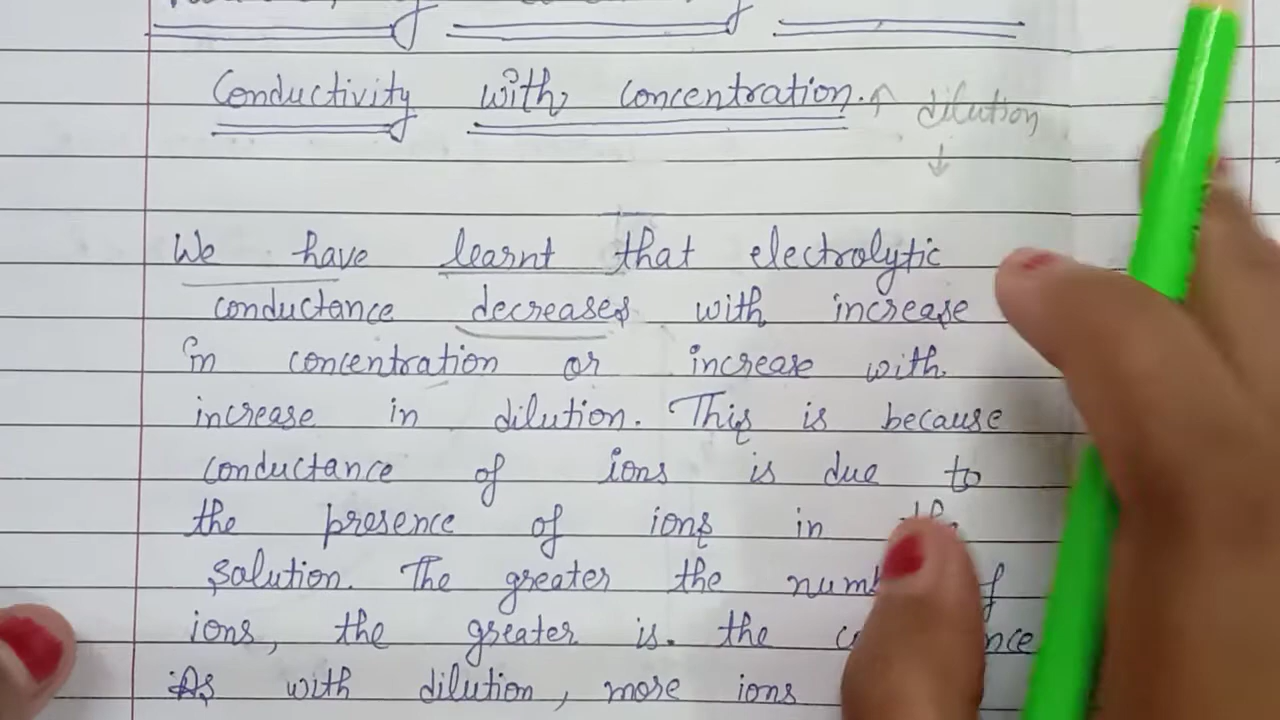 Conductivity with concentration. ↑ dilution
↓
We have learnt that electrolytic
conductance decreases with increase
in concentration or increase with
increase in dilution. This is because
conductance of ions is due to
the presence of ions in
solution. The greater the
ions, the greater is the
As with dilution, more ions